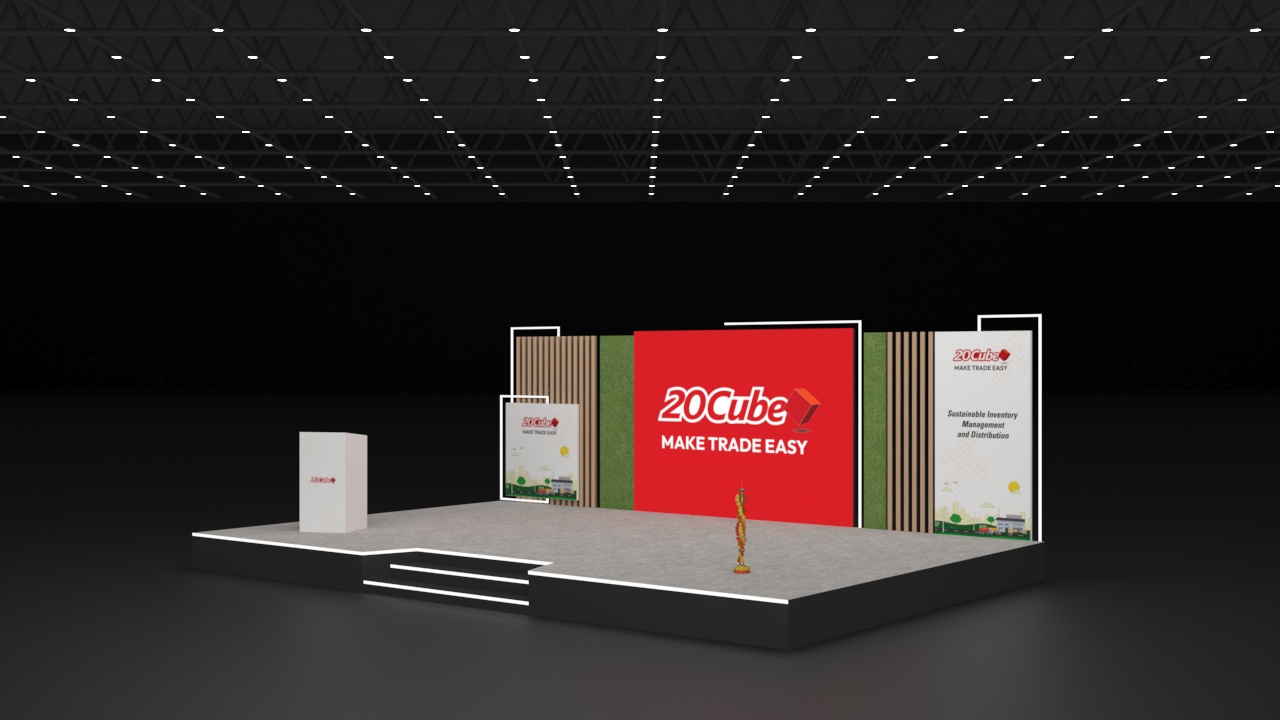 20Cube
20Cube
MAKE TRADE EASY
20Cube
MAKE TRADE EASY
20Cube
MAKE TRADE EASY
Sustainable Inventory
Management
and Distribution